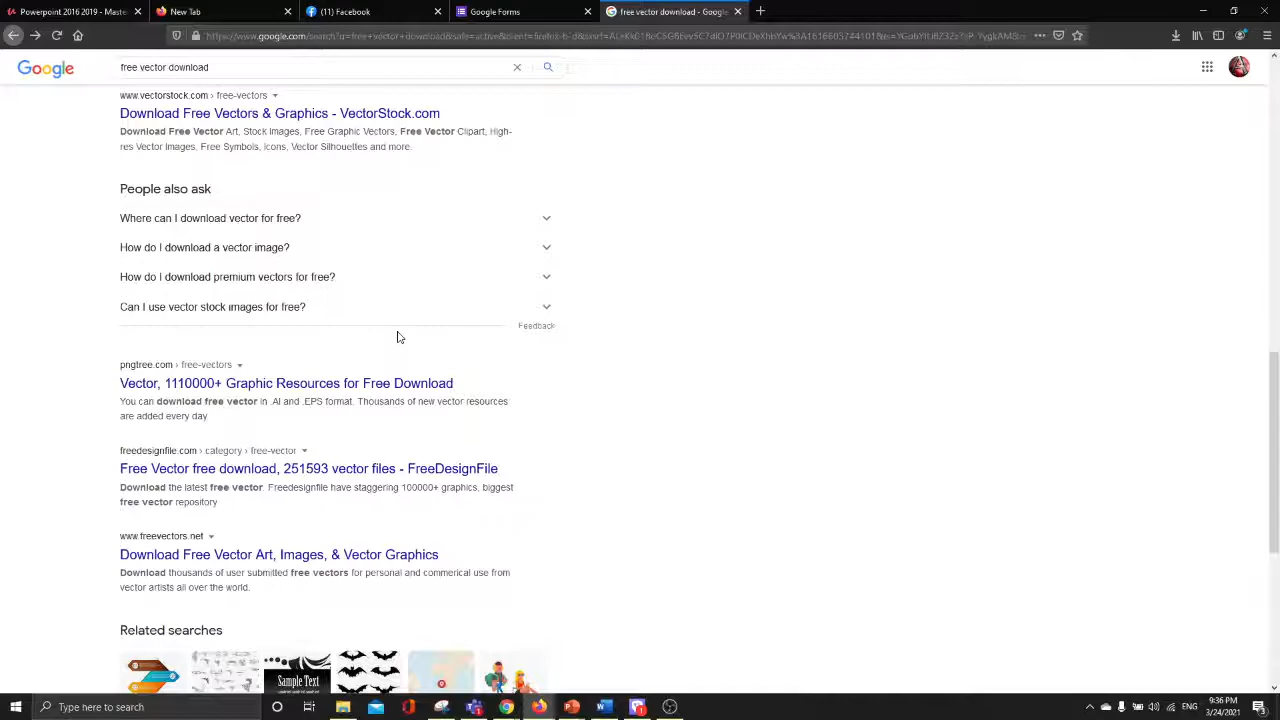 Powerpoint 2016 2019 - Maste
New Tab
(11) Facebook
Google Forms
free vector download - Google
Google
free vector download
www.vectorstock.com › free-vectors
Download Free Vectors & Graphics - VectorStock.com
Download Free Vector Art, Stock Images, Free Graphic Vectors, Free Vector Clipart, High-
res Vector Images, Free Symbols, Icons, Vector Silhouettes and more.
People also ask
Where can I download vector for free?
How do I download a vector image?
How do I download premium vectors for free?
Can I use vector stock images for free?
Feedback
pngtree.com › free-vectors
Vector, 1110000+ Graphic Resources for Free Download
You can download free vector in .AI and .EPS format. Thousands of new vector resources
are added every day.
freedesignfile.com › category › free-vector
Free Vector free download, 251593 vector files - FreeDesignFile
Download the latest free vector. Freedesignfile have staggering 100000+ graphics, biggest
free vector repository
www.freevectors.net
Download Free Vector Art, Images, & Vector Graphics
Download thousands of user submitted free vectors for personal and commerical use from
vector artists all over the world.
Related searches
Sample Text
Type here to search
ENG
9:36 PM
3/24/2021